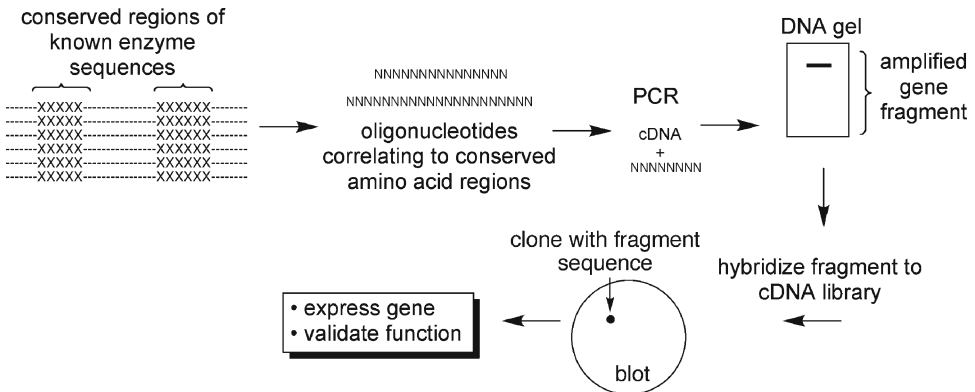 conserved regions of
known enzyme
sequences
------XXXXX---------------XXXXXX-------
------XXXXX---------------XXXXXX-------
------XXXXX---------------XXXXXX-------
------XXXXX---------------XXXXXX-------
------XXXXX---------------XXXXXX-------
------XXXXX---------------XXXXXX-------
NNNNNNNNNNNNNNN
NNNNNNNNNNNNNNNNNNNNN
oligonucleotides
correlating to conserved
amino acid regions
PCR
cDNA
+
NNNNNNNN
DNA gel
amplified
gene
fragment
hybridize fragment to
cDNA library
clone with fragment
sequence
blot
• express gene
• validate function